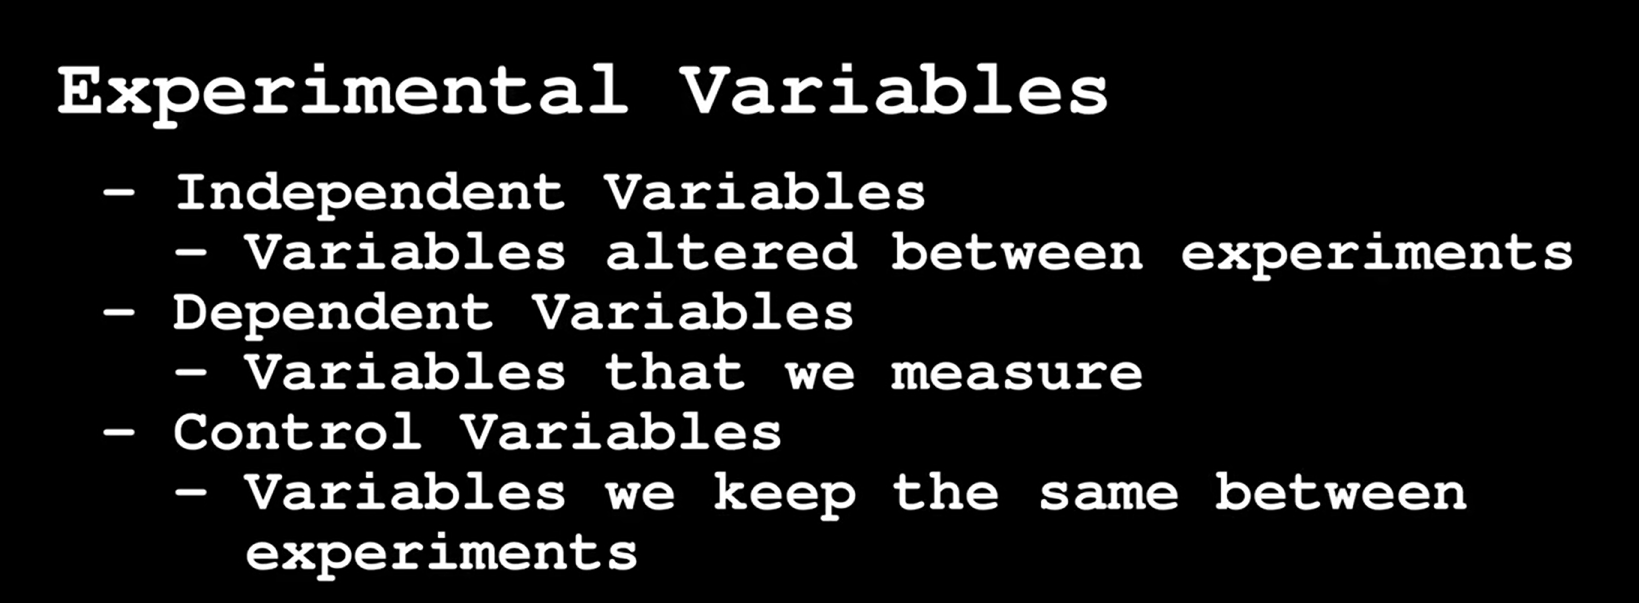 Experimental Variables
- Independent Variables
- Variables altered between experiments
- Dependent Variables
- Variables that we measure
- Control Variables
- Variables we keep the same between
experiments